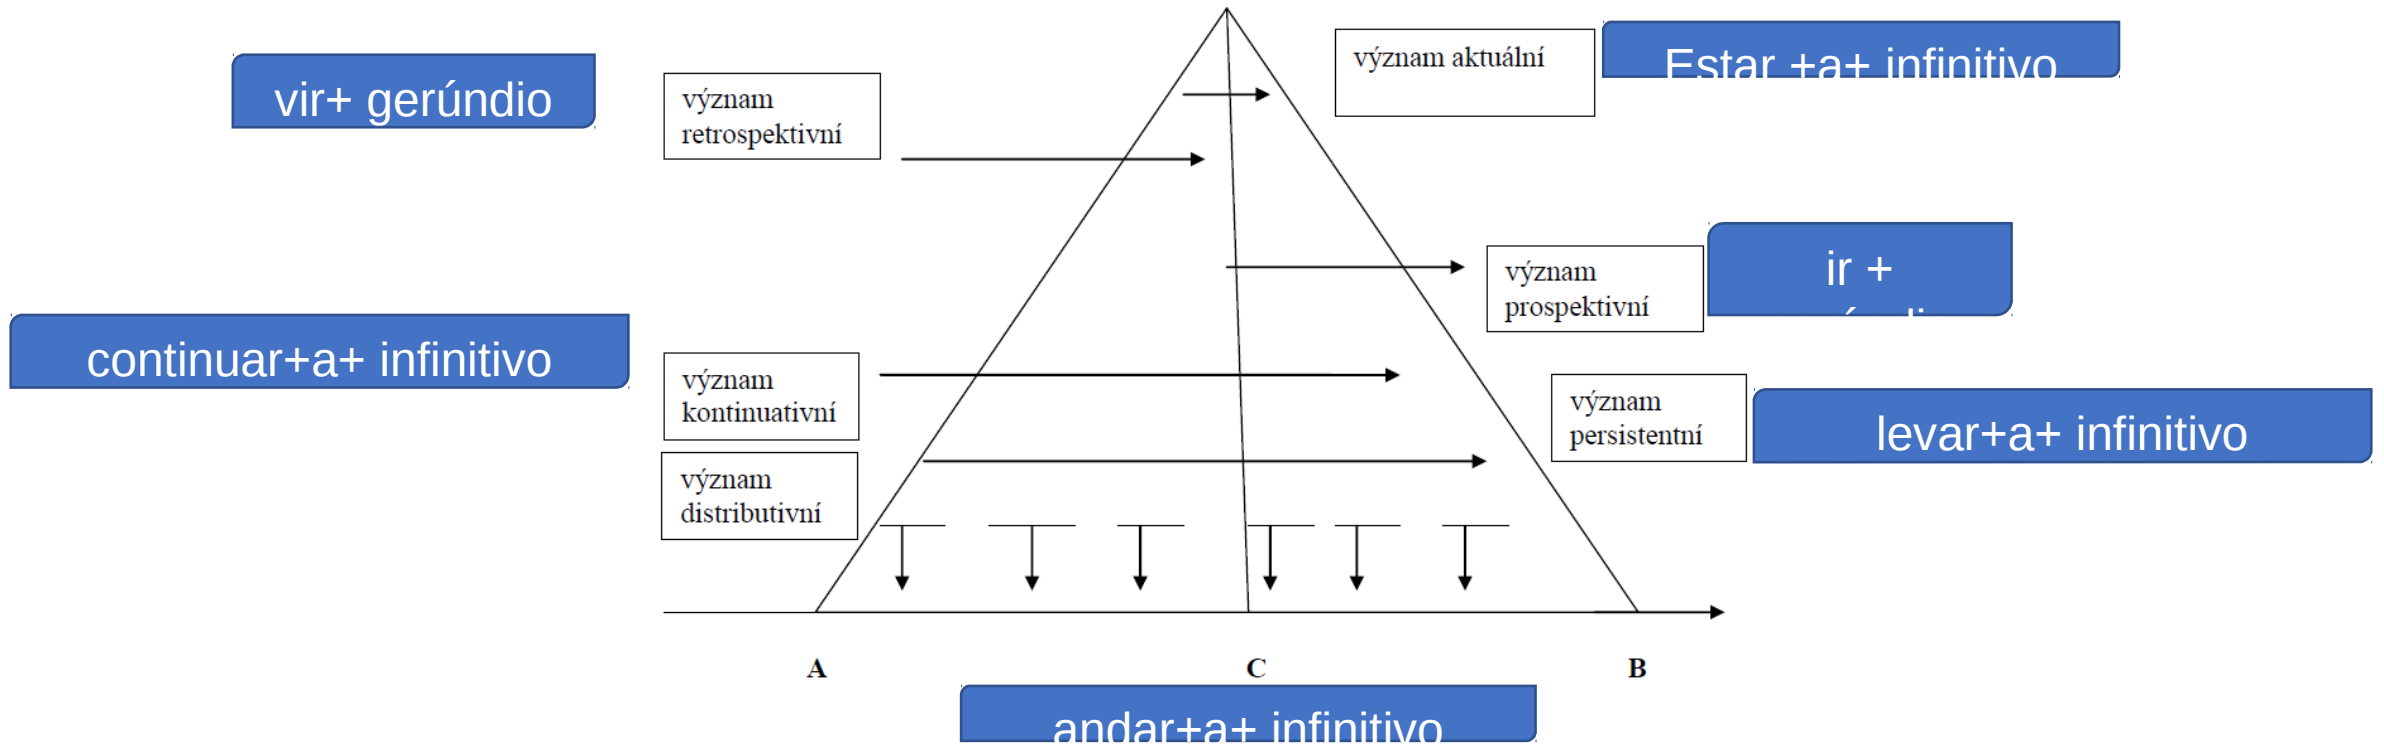 význam aktuální
Estar +a+ infinitivo
vir+ gerúndio
význam
retrospektivní
ir +
význam
prospektivní
continuar+a+ infinitivo
význam
kontinuativní
význam
persistentní
levar+a+ infinitivo
význam
distributivní
A
C
B
andar+a+ infinitivo